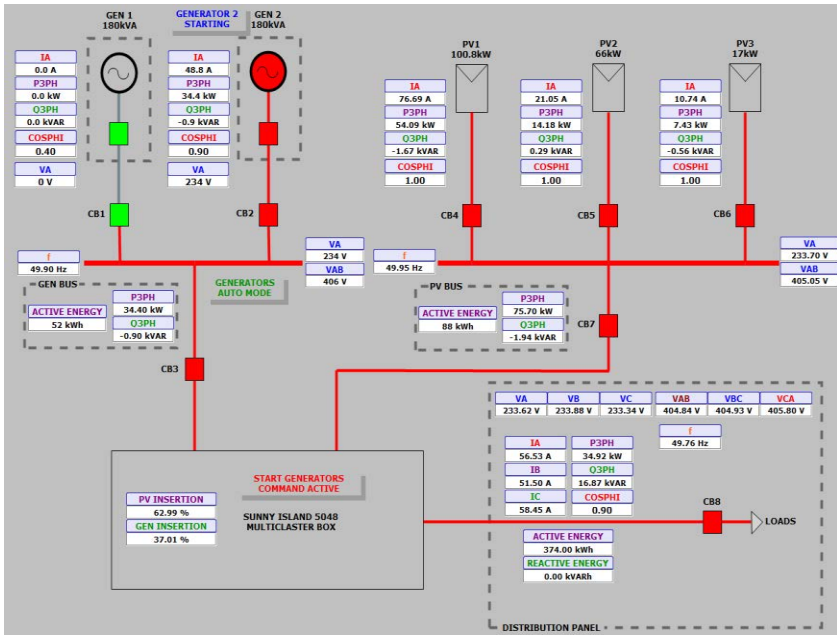 GEN 1
180kVA
GENERATOR 2
STARTING
GEN 2
180kVA
IA
0.0 A
P3PH
0.0 kW
Q3PH
0.0 kVAR
COSPHI
0.40
VA
0 V
IA
48.8 A
P3PH
34.4 kW
Q3PH
-0.9 kVAR
COSPHI
0.90
VA
234 V
PV1
100.8kW
IA
76.69 A
P3PH
54.09 kW
Q3PH
-1.67 kVAR
COSPHI
1.00
PV2
66kW
IA
21.05 A
P3PH
14.18 kW
Q3PH
0.29 kVAR
COSPHI
1.00
PV3
17kW
IA
10.74 A
P3PH
7.43 kW
Q3PH
-0.56 kVAR
COSPHI
1.00
CB1
CB2
CB4
CB5
CB6
f
49.90 Hz
VA
234 V
VAB
406 V
f
49.95 Hz
VA
233.70 V
VAB
405.05 V
GEN BUS
ACTIVE ENERGY
52 kWh
P3PH
34.40 kW
Q3PH
-0.90 kVAR
GENERATORS
AUTO MODE
PV BUS
ACTIVE ENERGY
88 kWh
P3PH
75.70 kW
Q3PH
-1.94 kVAR
CB7
CB3
VA VB VC VAB VBC VCA
233.62 V 233.88 V 233.34 V 404.84 V 404.93 V 405.80 V
f
49.76 Hz
IA
56.53 A
IB
51.50 A
IC
58.45 A
P3PH
34.92 kW
Q3PH
16.87 kVAR
COSPHI
0.90
START GENERATORS
COMMAND ACTIVE
PV INSERTION
62.99 %
GEN INSERTION
37.01 %
SUNNY ISLAND 5048
MULTICLASTER BOX
CB8
LOADS
ACTIVE ENERGY
374.00 kWh
REACTIVE ENERGY
0.00 kVARh
DISTRIBUTION PANEL